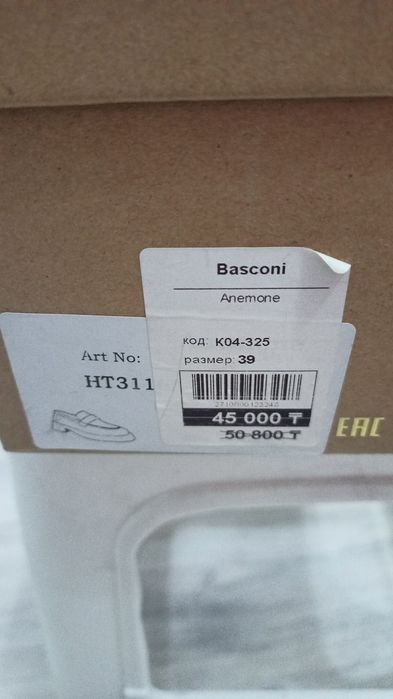 Basconi
Anemone
код: K04-325
размер: 39
45 000 ₸
50 800 ₸
Art No:
HT311
EAC